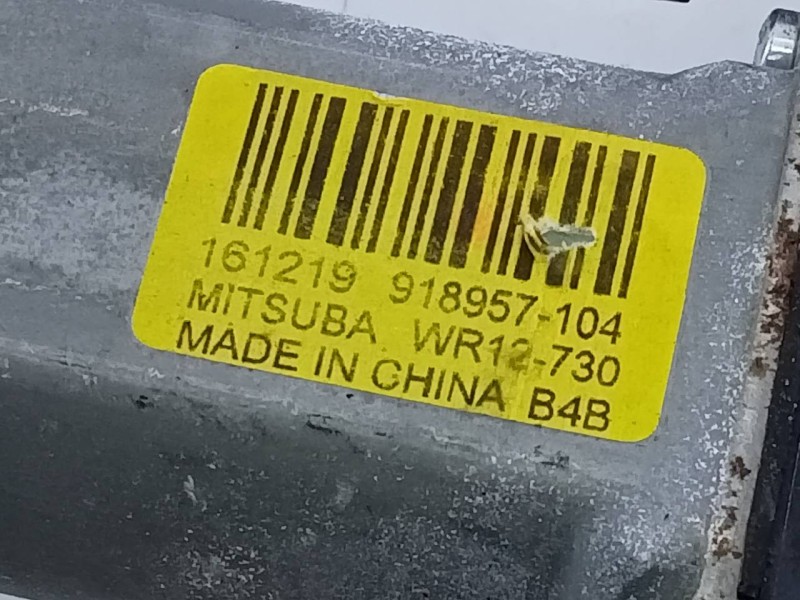 161219 918957-104
MITSUBA WR12-730
MADE IN CHINA B4B